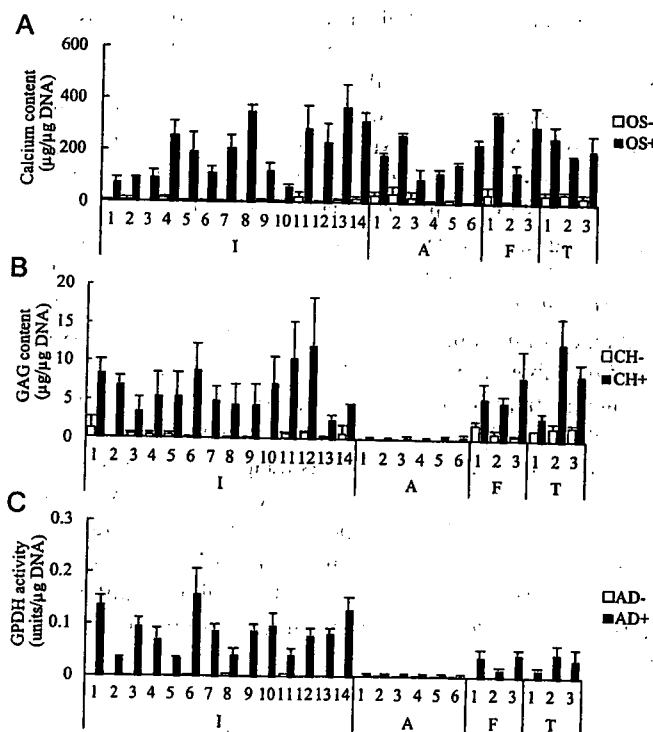 A
600
400
200
0
Calcium content
(µg/µg DNA)
OS-
OS+
1 2 3 4 5 6 7 8 9 10 11 12 13 14 1 2 3 4 5 6 1 2 3 1 2 3
I A F T
B
20
15
10
5
0
GAG content
(µg/µg DNA)
CH-
CH+
1 2 3 4 5 6 7 8 9 10 11 12 13 14 1 2 3 4 5 6 1 2 3 1 2 3
I A F T
C
0.3
0.2
0.1
0
GPDH activity
(units/µg DNA)
AD-
AD+
1 2 3 4 5 6 7 8 9 10 11 12 13 14 1 2 3 4 5 6 1 2 3 1 2 3
I A F T